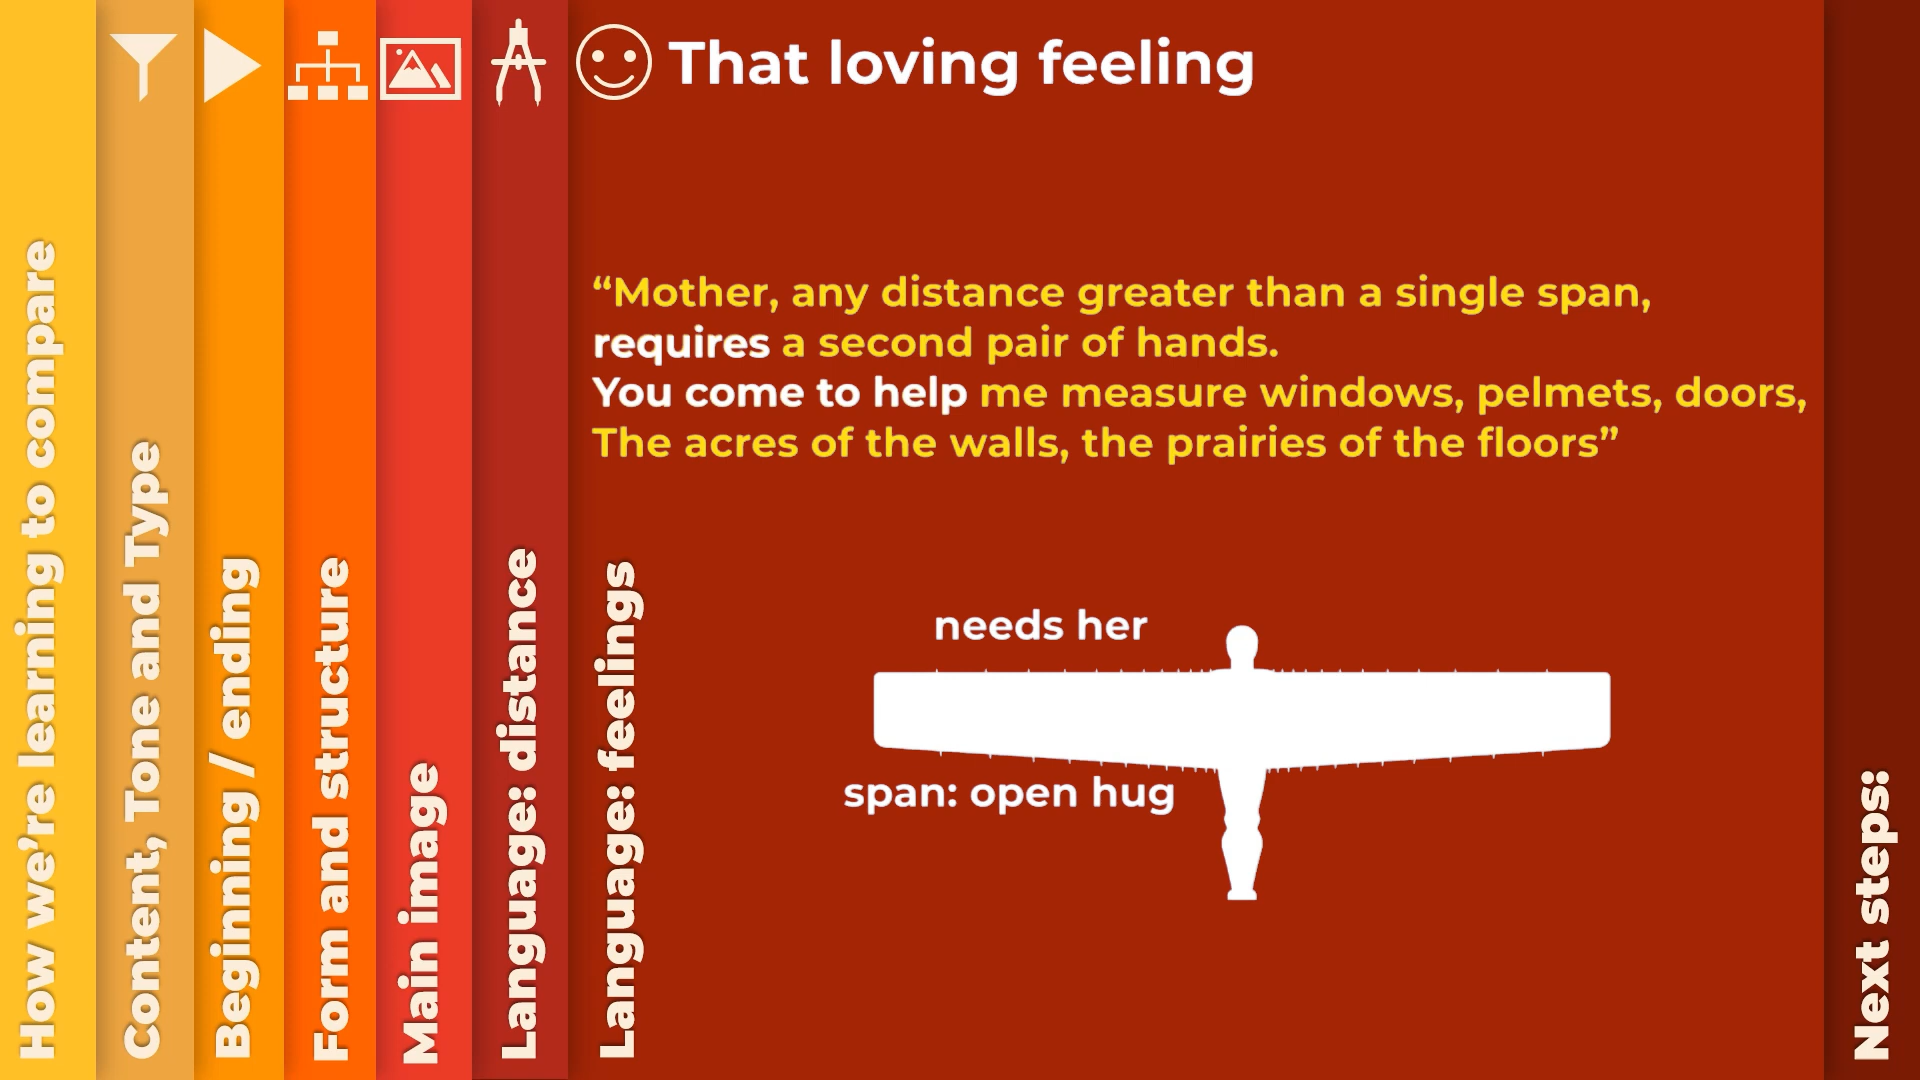 How we're learning to compare
Content, Tone and Type
Beginning / ending
Form and structure
Main image
Language: distance
Language: feelings
That loving feeling
“Mother, any distance greater than a single span,
requires a second pair of hands.
You come to help me measure windows, pelmets, doors,
The acres of the walls, the prairies of the floors”
needs her
span: open hug
Next steps: